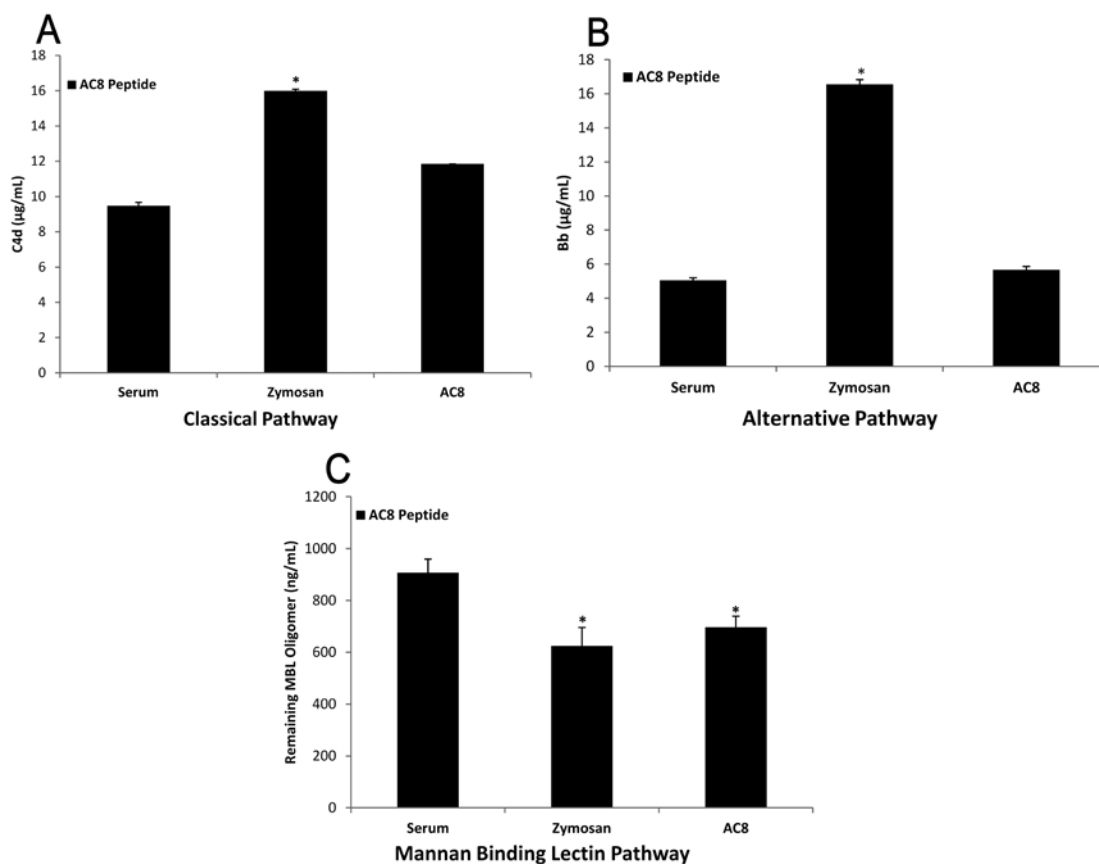 A
18
16
14
12
10
8
6
4
2
0
C4d (µg/mL)
AC8 Peptide
*
Serum Zymosan AC8
Classical Pathway
B
18
16
14
12
10
8
6
4
2
0
Bb (µg/mL)
AC8 Peptide
*
Serum Zymosan AC8
Alternative Pathway
C
1200
1000
800
600
400
200
0
Remaining MBL Oligomer (ng/mL)
AC8 Peptide
*
*
Serum Zymosan AC8
Mannan Binding Lectin Pathway